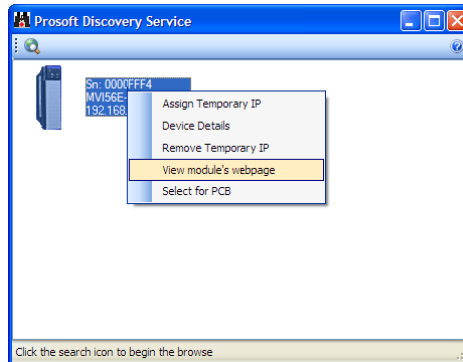 Prosoft Discovery Service
Sn: 0000FFF4
MVI56E-
192.168.
Assign Temporary IP
Device Details
Remove Temporary IP
View module's webpage
Select for PCB
Click the search icon to begin the browse